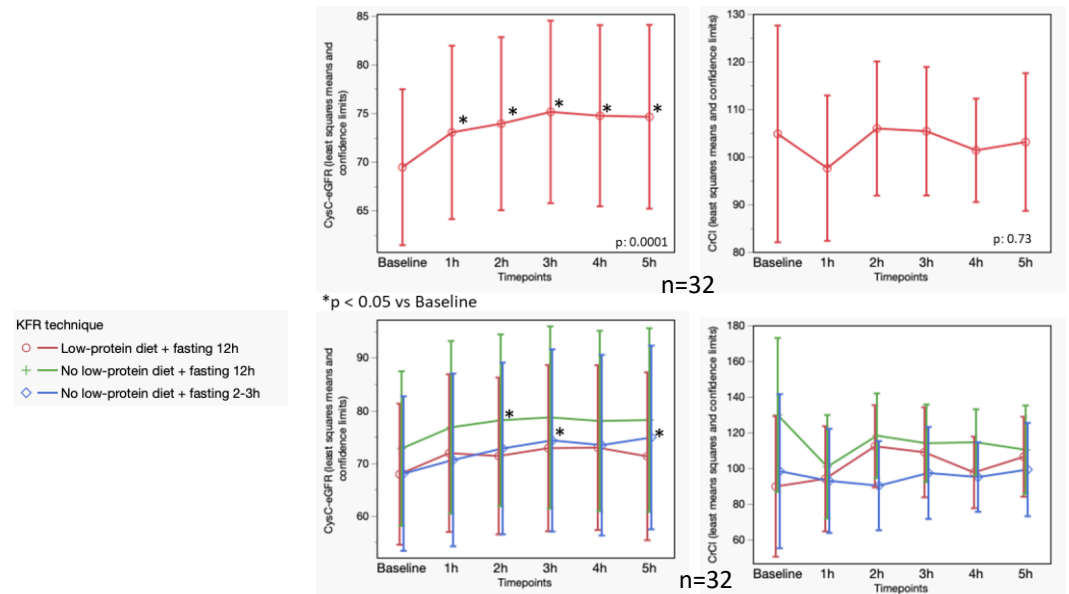 CysC-eGFR (least squares means and
confidence limits)
85
80
75
70
65
*
*
*
*
*
p: 0.0001
Baseline 1h 2h 3h 4h 5h
Timepoints
CrCl (least squares means and confidence limits)
130
120
110
100
90
80
p: 0.73
Baseline 1h 2h 3h 4h 5h
Timepoints
n=32
*p < 0.05 vs Baseline
KFR technique
Low-protein diet + fasting 12h
No low-protein diet + fasting 12h
No low-protein diet + fasting 2-3h
CysC-eGFR (least squares means and
confidence limits)
90
80
70
60
*
*
*
Baseline 1h 2h 3h 4h 5h
Timepoints
CrCl (least means squares and confidence limits)
180
160
140
120
100
80
60
Baseline 1h 2h 3h 4h 5h
Timepoints
n=32